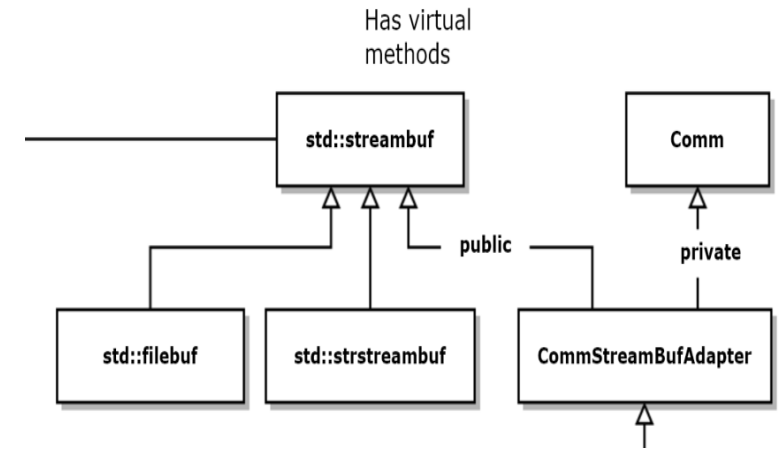 Has virtual
methods
std::streambuf
Comm
public
private
std::filebuf
std::strstreambuf
CommStreamBufAdapter